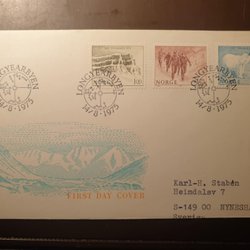 LONGYEARBYEN
14·8·1975
NORGE
LONGYEARBYEN
14·8·1975
FIRST DAY COVER
Karl-H. Stabén
Heimdalsv 7
S-149 00 NYNESH
Sverige